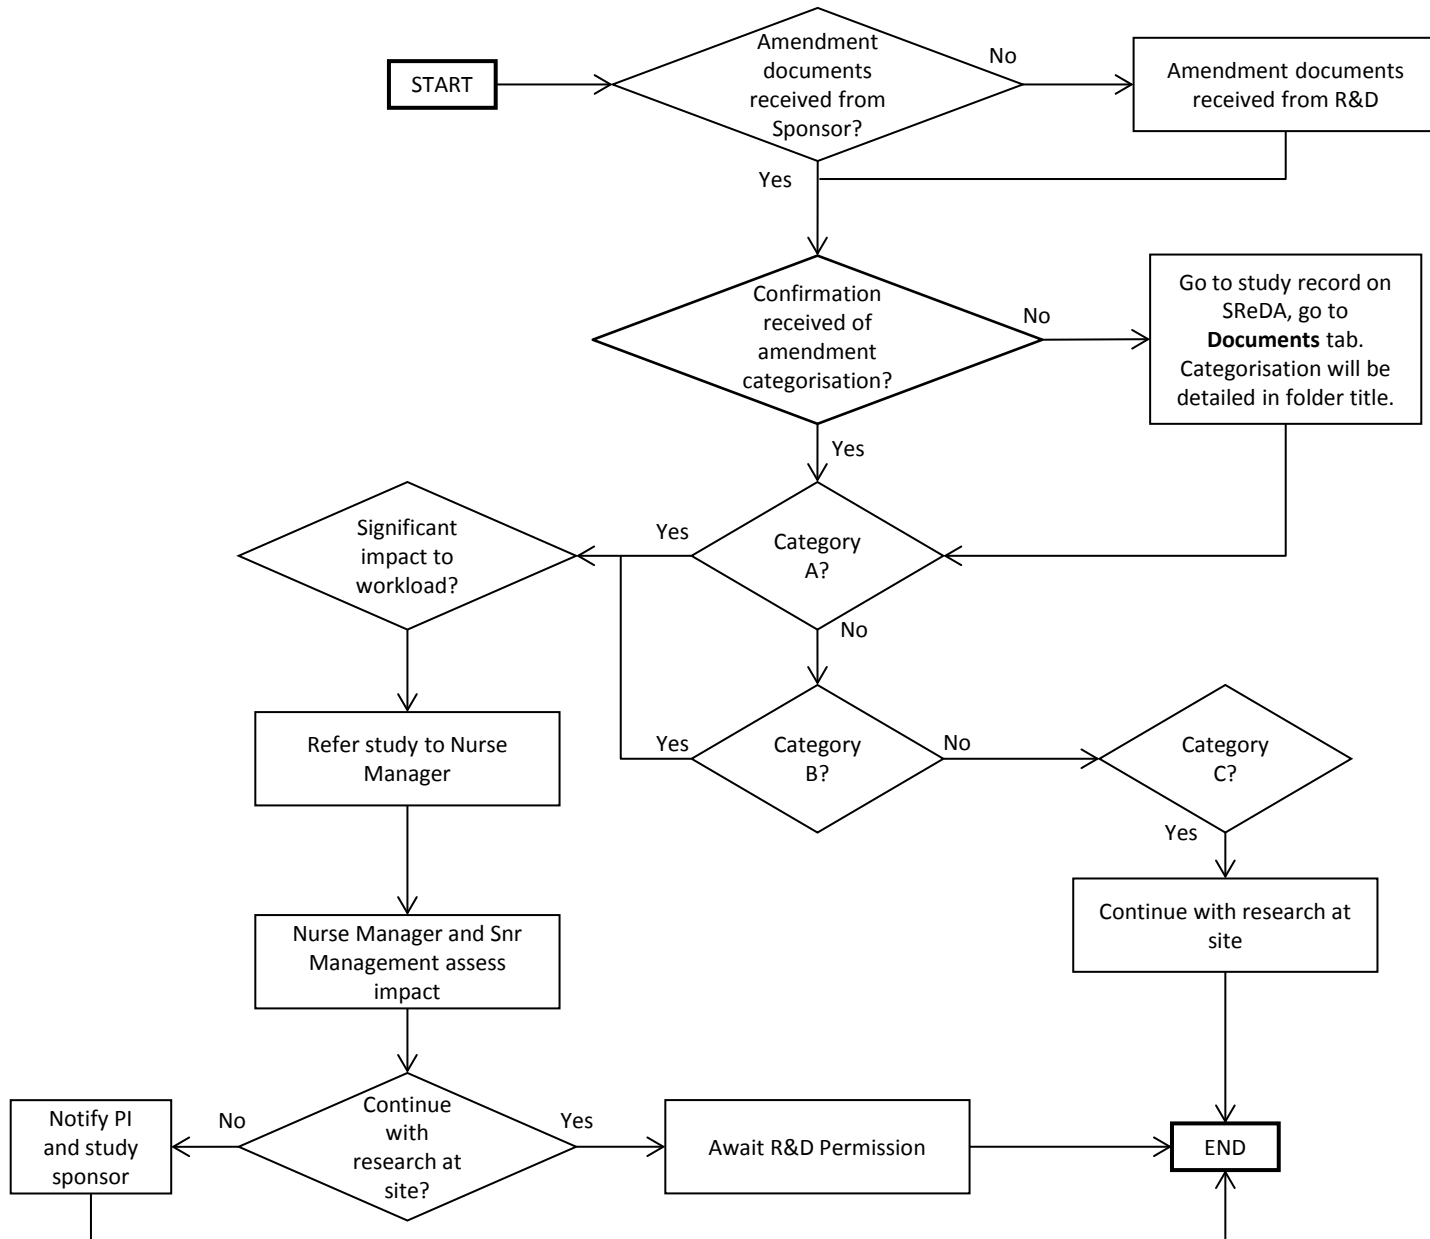 START
Amendment
documents
received from
Sponsor?
No
Amendment documents
received from R&D
Yes
Confirmation
received of
amendment
categorisation?
No
Go to study record on
SReDA, go to
Documents tab.
Categorisation will be
detailed in folder title.
Yes
Significant
impact to
workload?
Yes
Category
A?
No
Refer study to Nurse
Manager
Yes
Category
B?
No
Category
C?
Yes
Nurse Manager and Snr
Management assess
impact
Continue with research at
site
Notify PI
and study
sponsor
No
Continue
with
research at
site?
Yes
Await R&D Permission
END